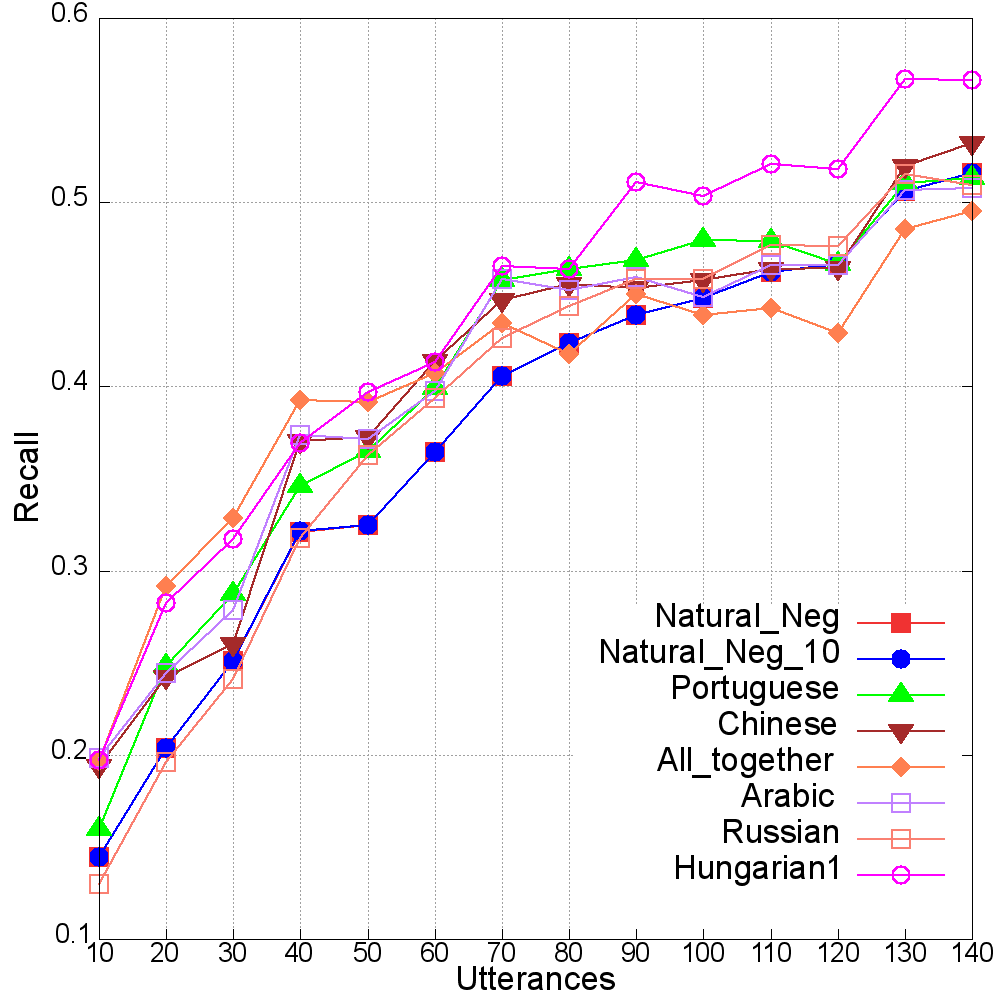 0.6
0.5
0.4
0.3
0.2
0.1
Recall
Natural_Neg
Natural_Neg_10
Portuguese
Chinese
All_together
Arabic
Russian
Hungarian1
10 20 30 40 50 60 70 80 90 100 110 120 130 140
Utterances